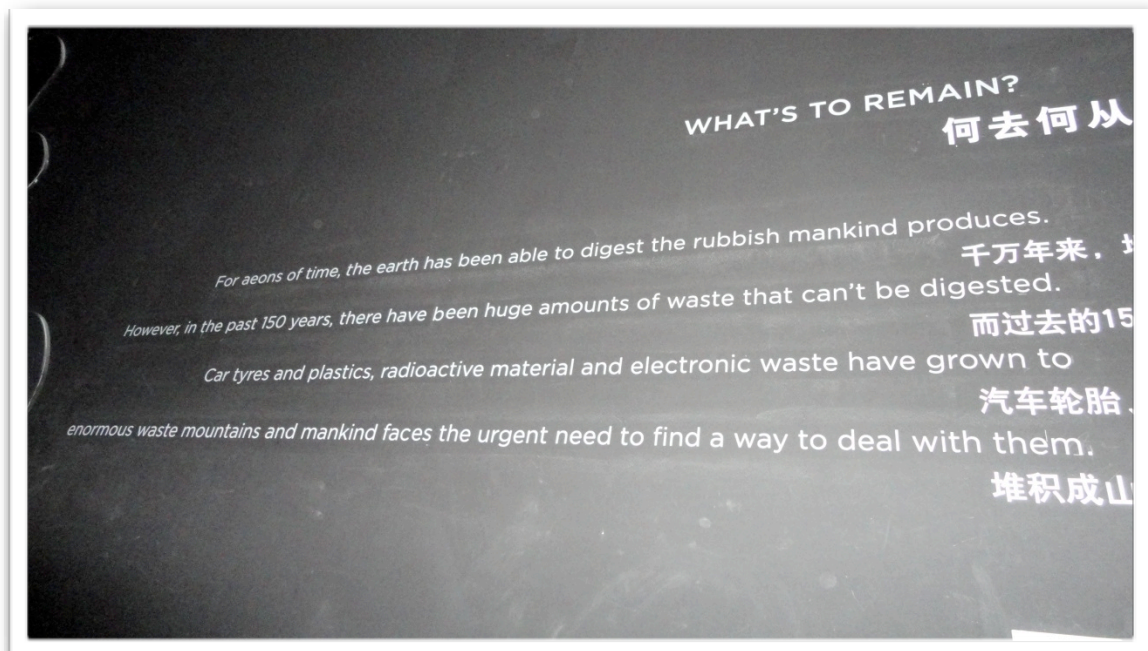 WHAT'S TO REMAIN?
何去何从
For aeons of time, the earth has been able to digest the rubbish mankind produces.
千万年来，
However, in the past 150 years, there have been huge amounts of waste that can't be digested.
而过去的15
Car tyres and plastics, radioactive material and electronic waste have grown to
汽车轮胎、
enormous waste mountains and mankind faces the urgent need to find a way to deal with them.
堆积成山